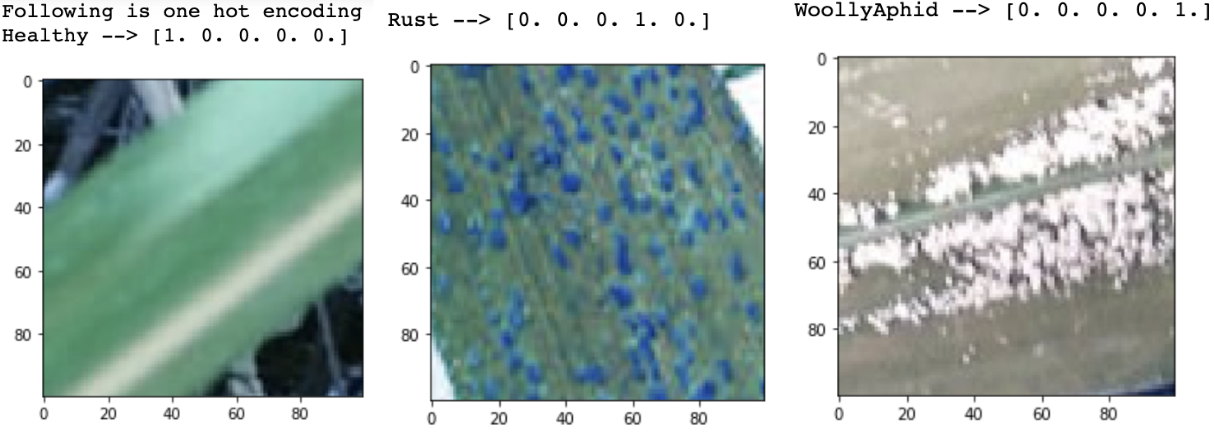 Following is one hot encoding
Healthy --> [1. 0. 0. 0. 0.]
0
20
40
60
80
0 20 40 60 80
Rust --> [0. 0. 0. 1. 0.]
0
20
40
60
80
0 20 40 60 80
WoollyAphid --> [0. 0. 0. 0. 1.]
0
20
40
60
80
0 20 40 60 80